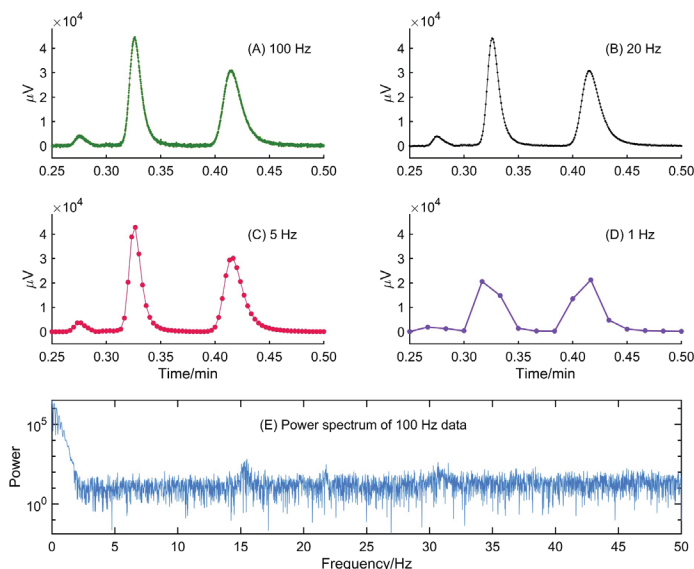 ×10⁴
(A) 100 Hz
4
3
2
1
0
μV
0.25 0.30 0.35 0.40 0.45 0.50
×10⁴
(B) 20 Hz
4
3
2
1
0
μV
0.25 0.30 0.35 0.40 0.45 0.50
×10⁴
(C) 5 Hz
4
3
2
1
0
μV
0.25 0.30 0.35 0.40 0.45 0.50
Time/min
×10⁴
(D) 1 Hz
4
3
2
1
0
μV
0.25 0.30 0.35 0.40 0.45 0.50
Time/min
(E) Power spectrum of 100 Hz data
10⁵
10⁰
Power
0 5 10 15 20 25 30 35 40 45 50
Frequency/Hz